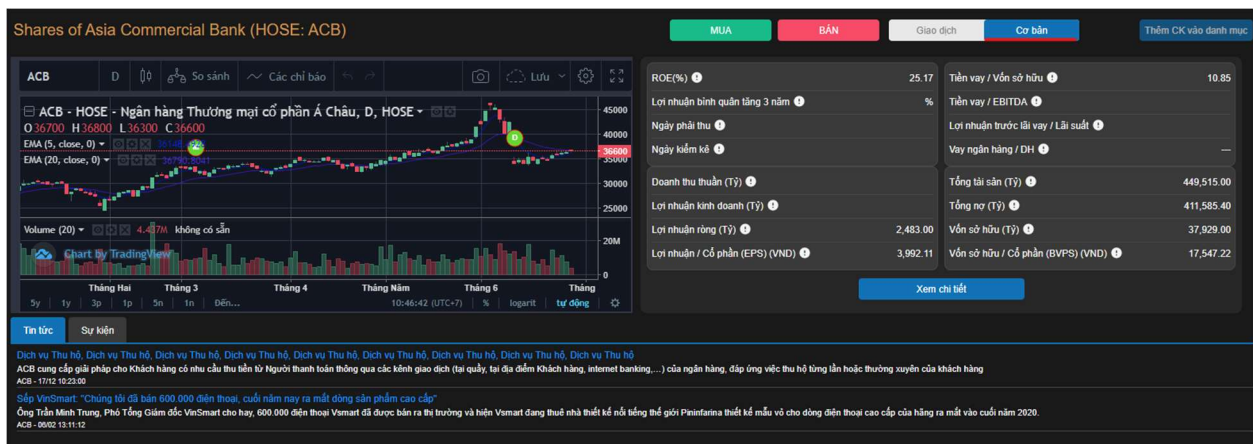 Shares of Asia Commercial Bank (HOSE: ACB)
MUA
BÁN
Giao dịch
Cơ bản
Thêm CK vào danh mục
ACB
D
So sánh
Các chỉ báo
Lưu
ACB - HOSE - Ngân hàng Thương mại cổ phần Á Châu, D, HOSE
O36700 H36800 L36300 C36600
EMA (5, close, 0)
EMA (20, close, 0)
D
45000
40000
36600
35000
30000
25000
Volume (20) không có sẵn
20M
0
Chart by TradingView
Tháng Hai Tháng 3 Tháng 4 Tháng Năm Tháng 6 Tháng
5y 1y 3p 1p 5n 1n Đến... 10:46:42 (UTC+7) % logarit tự động
ROE(%) 25.17
Lợi nhuận bình quân tăng 3 năm %
Ngày phải thu
Ngày kiểm kê
Tiền vay / Vốn sở hữu 10.85
Tiền vay / EBITDA
Lợi nhuận trước lãi vay / Lãi suất
Vay ngân hàng / DH —
Doanh thu thuần (Tỷ)
Lợi nhuận kinh doanh (Tỷ)
Lợi nhuận ròng (Tỷ) 2,483.00
Lợi nhuận / Cổ phần (EPS) (VND) 3,992.11
Tổng tài sản (Tỷ) 449,515.00
Tổng nợ (Tỷ) 411,585.40
Vốn sở hữu (Tỷ) 37,929.00
Vốn sở hữu / Cổ phần (BVPS) (VND) 17,547.22
Xem chi tiết
Tin tức
Sự kiện
Dịch vụ Thu hộ, Dịch vụ Thu hộ, Dịch vụ Thu hộ, Dịch vụ Thu hộ, Dịch vụ Thu hộ, Dịch vụ Thu hộ, Dịch vụ Thu hộ, Dịch vụ Thu hộ, Dịch vụ Thu hộ
ACB cung cấp giải pháp cho Khách hàng có nhu cầu thu tiền từ Người thanh toán thông qua các kênh giao dịch (tại quầy, tại địa điểm Khách hàng, internet banking,...) của ngân hàng, đáp ứng việc thu hộ từng lần hoặc thường xuyên của khách hàng
ACB - 17/12 10:23:00
Sếp VinSmart: "Chúng tôi đã bán 600.000 điện thoại, cuối năm nay ra mắt dòng sản phẩm cao cấp"
Ông Trần Minh Trung, Phó Tổng Giám đốc VinSmart cho hay, 600.000 điện thoại Vsmart đã được bán ra thị trường và hiện Vsmart đang thuê nhà thiết kế nổi tiếng thế giới Pininfarina thiết kế mẫu vỏ cho dòng điện thoại cao cấp của hãng ra mắt vào cuối năm 2020.
ACB - 06/02 13:11:12